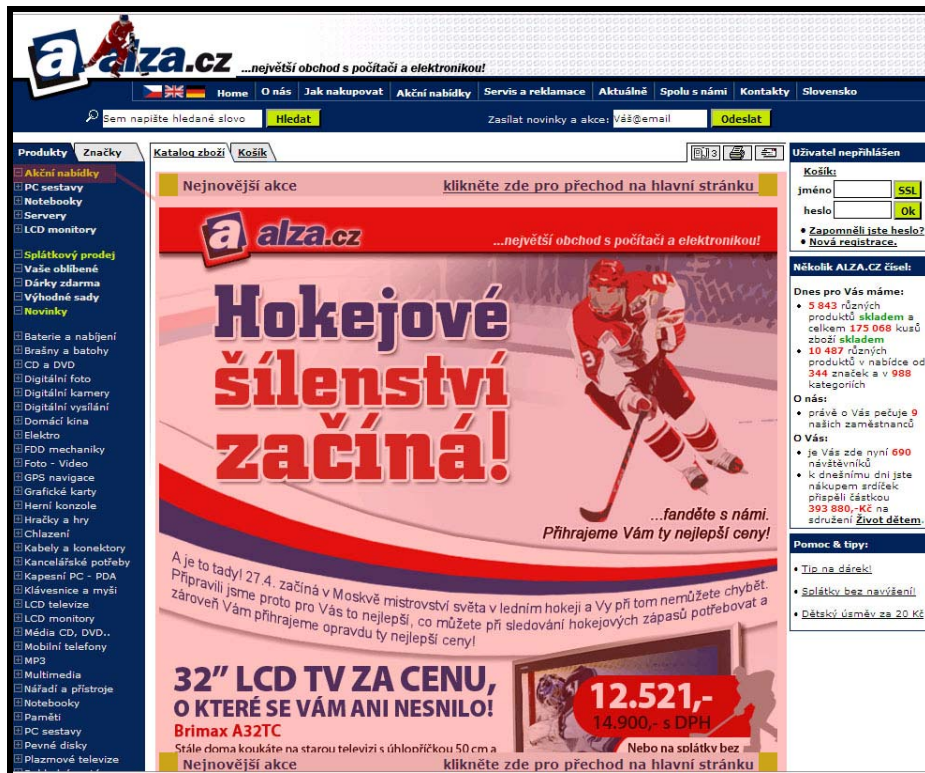 alza.cz ...největší obchod s počítači a elektronikou!
Home O nás Jak nakupovat Akční nabídky Servis a reklamace Aktuálně Spolu s námi Kontakty Slovensko
Sem napište hledané slovo Hledat Zasílat novinky a akce: Váš@email Odeslat
Produkty Značky
Akční nabídky
PC sestavy
Notebooky
Servery
LCD monitory
Splátkový prodej
Vaše oblíbené
Dárky zdarma
Výhodné sady
Novinky
Baterie a nabíjení
Brašny a batohy
CD a DVD
Digitální foto
Digitální kamery
Digitální vysílání
Domácí kina
Elektro
FDD mechaniky
Foto - Video
GPS navigace
Grafické karty
Herní konzole
Hračky a hry
Chlazení
Kabely a konektory
Kancelářské potřeby
Kapesní PC - PDA
Klávesnice a myši
LCD televize
LCD monitory
Média CD, DVD..
Mobilní telefony
MP3
Multimedia
Nářadí a přístroje
Notebooky
Paměti
PC sestavy
Pevné disky
Plazmové televize
Katalog zboží Košík
Nejnovější akce klikněte zde pro přechod na hlavní stránku
a alza.cz ...největší obchod s počítači a elektronikou!
Hokejové
šílenství
začíná!
...fanděte s námi.
Přihrajeme Vám ty nejlepší ceny!
A je to tady! 27.4. začíná v Moskvě mistrovství světa v ledním hokeji a Vy při tom nemůžete chybět.
Připravili jsme proto pro Vás to nejlepší, co můžete při sledování hokejových zápasů potřebovat a
zároveň Vám přihrajeme opravdu ty nejlepší ceny!
32” LCD TV ZA CENU,
O KTERÉ SE VÁM ANI NESNILO!
Brimax A32TC
Stále doma koukáte na starou televizi s úhlopříčkou 50 cm a
12.521,-
14.900,- s DPH
Nebo na splátky bez
Nejnovější akce klikněte zde pro přechod na hlavní stránku
Uživatel nepřihlášen
Košík:
jméno SSL
heslo Ok
Zapomněli jste heslo?
Nová registrace.
Několik ALZA.CZ čísel:
Dnes pro Vás máme:
5 843 různých
produktů skladem a
celkem 175 068 kusů
zboží skladem
10 487 různých
produktů v nabídce od
344 značek a v 988
kategoriích
O nás:
právě o Vás pečuje 9
našich zaměstnanců
O Vás:
je Vás zde nyní 690
návštěvníků
k dnešnímu dni jste
nákupem srdíček
přispěli částkou
393 880,-Kč na
sdružení Život dětem.
Pomoc & tipy:
Tip na dárek!
Splátky bez navýšení!
Dětský úsměv za 20 Kč